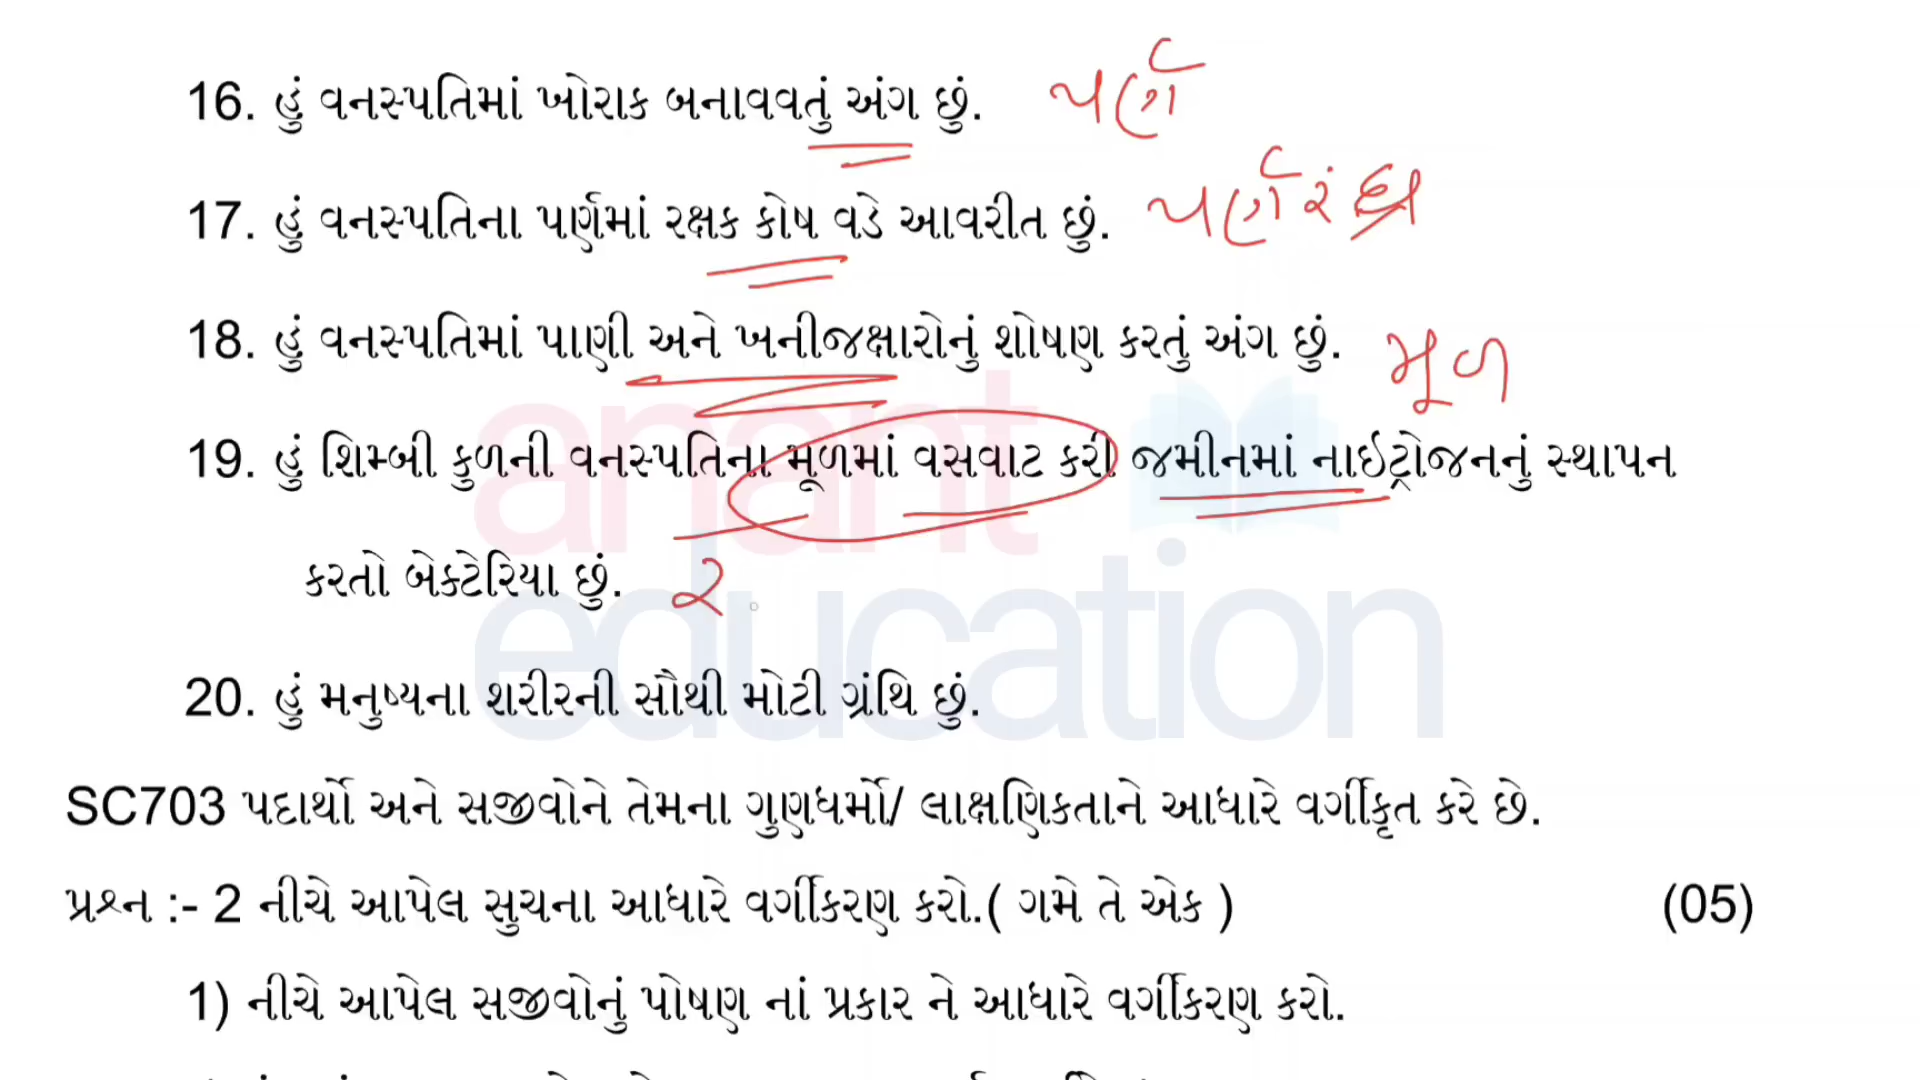 16. હું વનસ્પતિમાં ખોરાક બનાવવતું અંગ છું. પર્ણ
17. હું વનસ્પતિના પર્ણમાં રક્ષક કોષ વડે આવરીત છું. પર્ણરંધ્ર
18. હું વનસ્પતિમાં પાણી અને ખનીજક્ષારોનું શોષણ કરતું અંગ છું. મૂળ
19. હું શિમ્બી કુળની વનસ્પતિના મૂળમાં વસવાટ કરી જમીનમાં નાઇટ્રોજનનું સ્થાપન
કરતો બેક્ટેરિયા છું. ર
anant
education
20. હું મનુષ્યના શરીરની સૌથી મોટી ગ્રંથિ છું.
SC703 પદાર્થો અને સજીવોને તેમના ગુણધર્મો/ લાક્ષણિકતાને આધારે વર્ગીકૃત કરે છે.
પ્રશ્ન :- 2 નીચે આપેલ સુચના આધારે વર્ગીકરણ કરો.( ગમે તે એક ) (05)
1) નીચે આપેલ સજીવોનું પોષણ નાં પ્રકાર ને આધારે વર્ગીકરણ કરો.